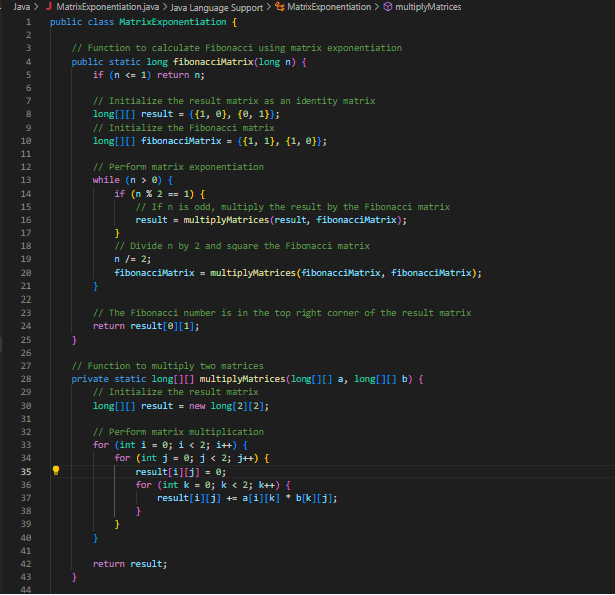 Java > J MatrixExponentiation.java > Java Language Support > MatrixExponentiation > multiplyMatrices
1 public class MatrixExponentiation {
2
3 // Function to calculate Fibonacci using matrix exponentiation
4 public static long fibonacciMatrix(long n) {
5 if (n <= 1) return n;
6
7 // Initialize the result matrix as an identity matrix
8 long[][] result = {{1, 0}, {0, 1}};
9 // Initialize the Fibonacci matrix
10 long[][] fibonacciMatrix = {{1, 1}, {1, 0}};
11
12 // Perform matrix exponentiation
13 while (n > 0) {
14 if (n % 2 == 1) {
15 // If n is odd, multiply the result by the Fibonacci matrix
16 result = multiplyMatrices(result, fibonacciMatrix);
17 }
18 // Divide n by 2 and square the Fibonacci matrix
19 n /= 2;
20 fibonacciMatrix = multiplyMatrices(fibonacciMatrix, fibonacciMatrix);
21 }
22
23 // The Fibonacci number is in the top right corner of the result matrix
24 return result[0][1];
25 }
26
27 // Function to multiply two matrices
28 private static long[][] multiplyMatrices(long[][] a, long[][] b) {
29 // Initialize the result matrix
30 long[][] result = new long[2][2];
31
32 // Perform matrix multiplication
33 for (int i = 0; i < 2; i++) {
34 for (int j = 0; j < 2; j++) {
35 result[i][j] = 0;
36 for (int k = 0; k < 2; k++) {
37 result[i][j] += a[i][k] * b[k][j];
38 }
39 }
40 }
41
42 return result;
43 }
44